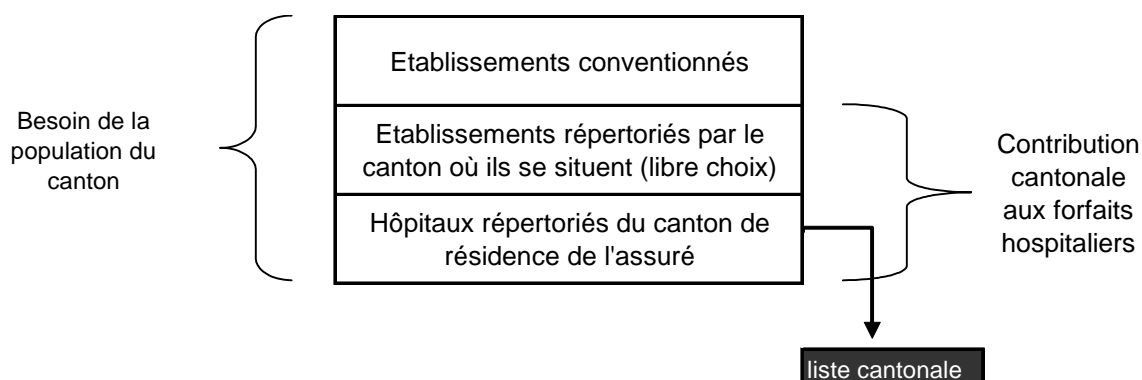 Etablissements conventionnés
Besoin de la
population du
canton
Etablissements répertoriés par le
canton où ils se situent (libre choix)
Hôpitaux répertoriés du canton de
résidence de l'assuré
Contribution
cantonale
aux forfaits
hospitaliers
liste cantonale